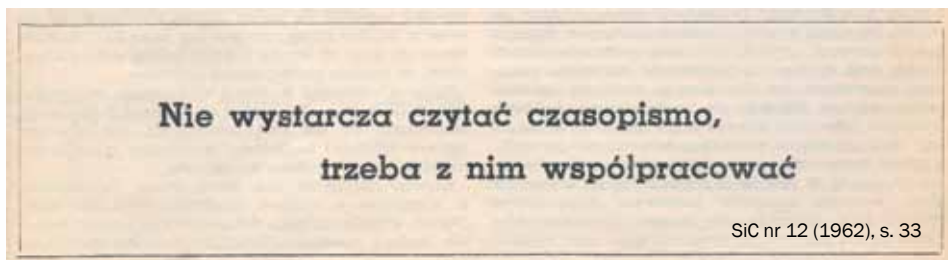 Nie wystarcza czytać czasopismo,
trzeba z nim współpracować
SiC nr 12 (1962), s. 33